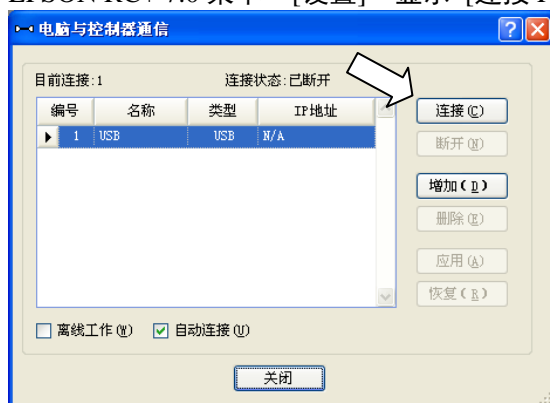 EPSON RC+ 7.0 菜单 - [设置] - 显示 [连接
电脑与控制器通信
目前连接:1 连接状态:已断开
编号 名称 类型 IP地址
1 USB USB N/A
连接(C)
断开(N)
增加(D)
删除(E)
应用(A)
恢复(R)
离线工作(W) 自动连接(U)
关闭